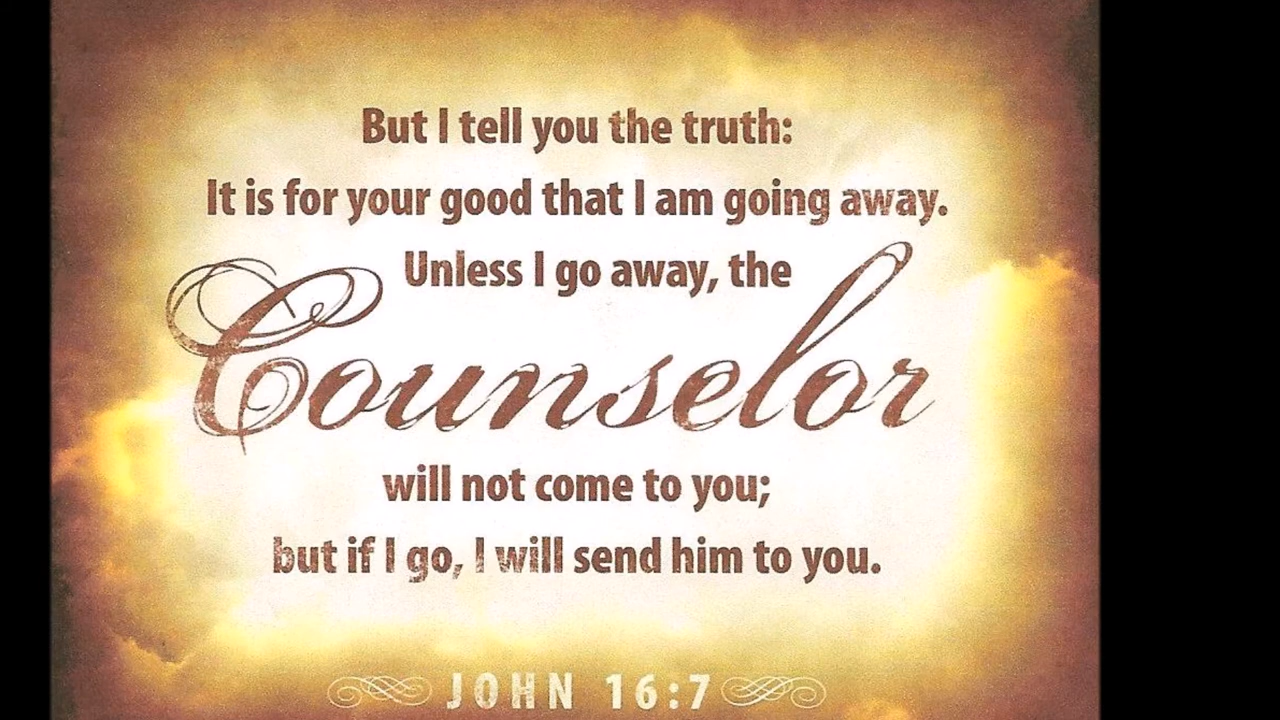 But I tell you the truth:
It is for your good that I am going away.
Unless I go away, the
Counselor
will not come to you;
but if I go, I will send him to you.
JOHN 16:7